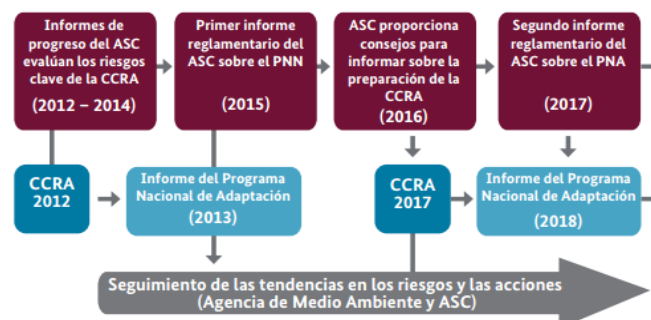 Informes de
progreso del ASC
evalúan los riesgos
clave de la CCRA
(2012 – 2014)
Primer informe
reglamentario del
ASC sobre el PNN
(2015)
ASC proporciona
consejos para
informar sobre la
preparación de la
CCRA
(2016)
Segundo informe
reglamentario del
ASC sobre el PNA
(2017)
CCRA
2012
Informe del Programa
Nacional de Adaptación
(2013)
CCRA
2017
Informe del Programa
Nacional de Adaptación
(2018)
Seguimiento de las tendencias en los riesgos y las acciones
(Agencia de Medio Ambiente y ASC)